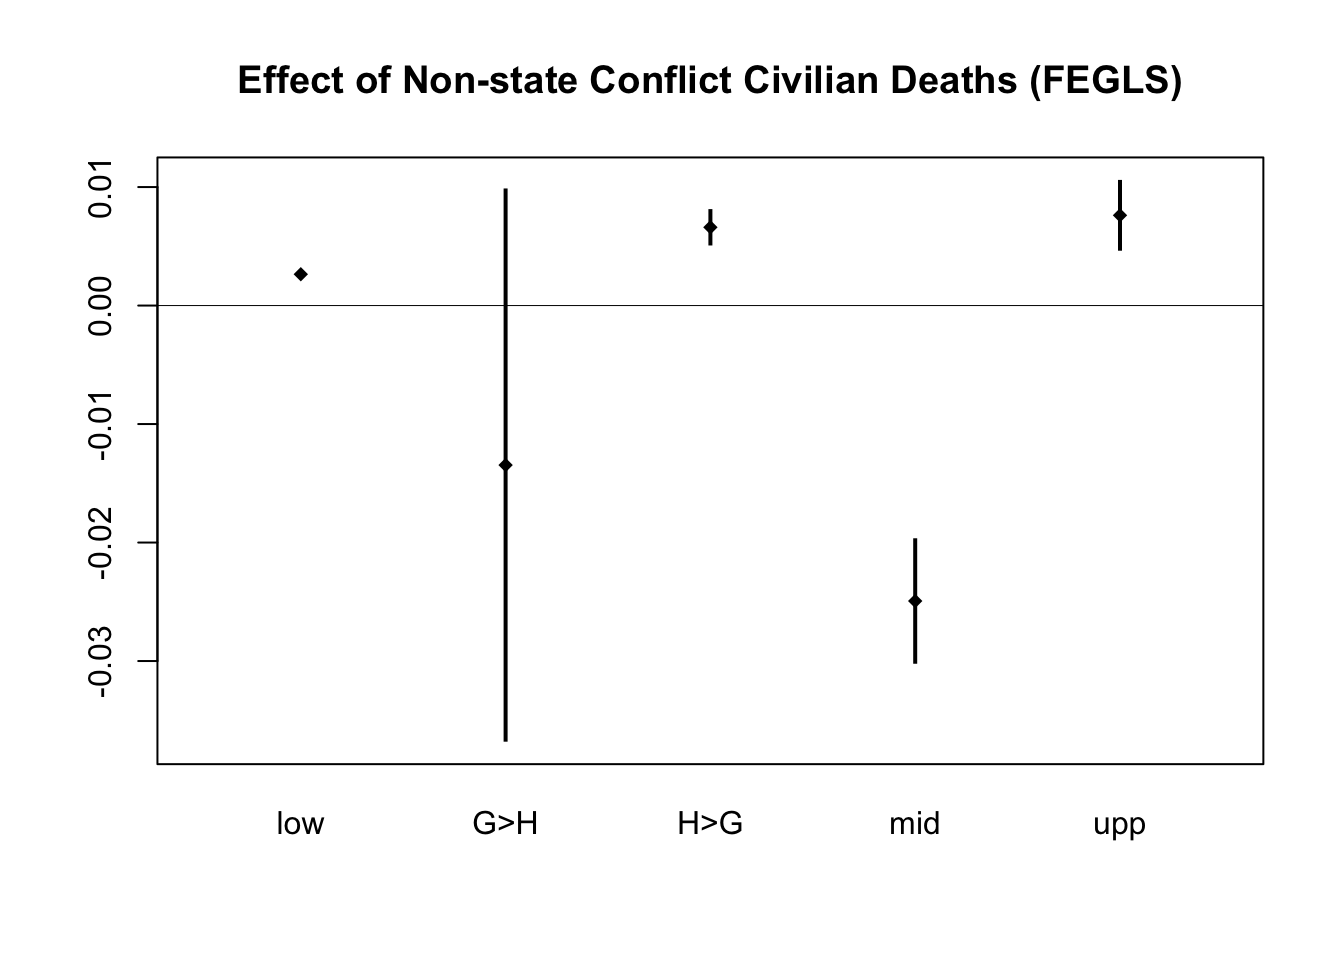 Effect of Non-state Conflict Civilian Deaths (FEGLS)
0.01
0.00
-0.01
-0.02
-0.03
low G>H H>G mid upp